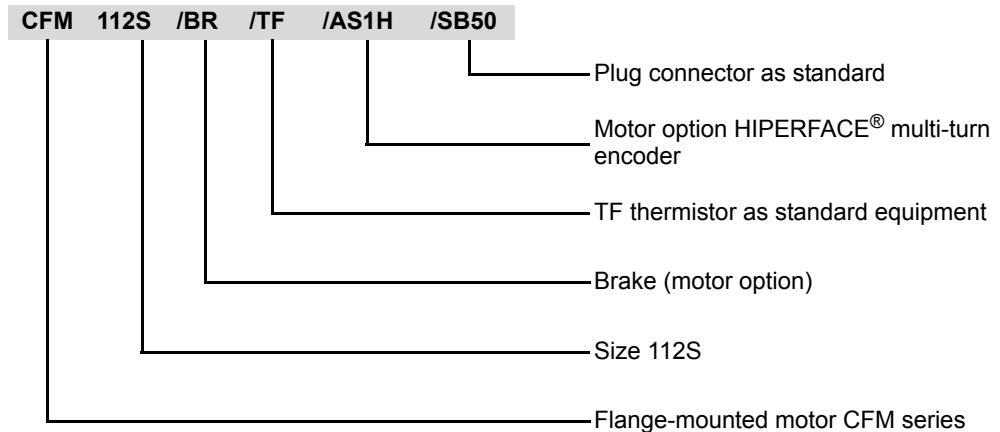 CFM 112S /BR /TF /AS1H /SB50
Plug connector as standard
Motor option HIPERFACE® multi-turn
encoder
TF thermistor as standard equipment
Brake (motor option)
Size 112S
Flange-mounted motor CFM series